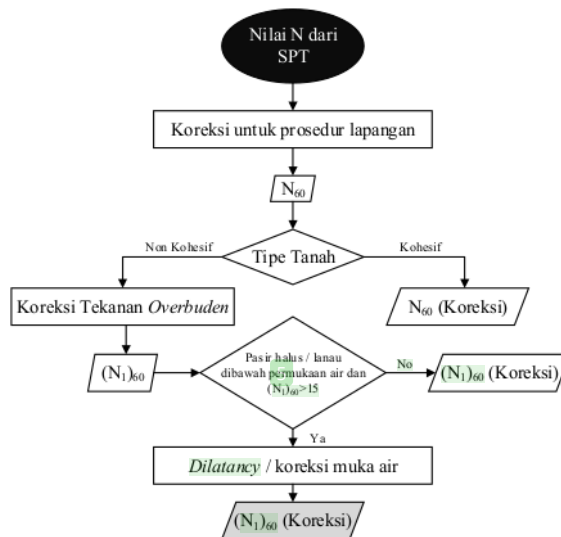 Nilai N dari
SPT
Koreksi untuk prosedur lapangan
N₆₀
Non Kohesif
Tipe Tanah
Kohesif
Koreksi Tekanan Overbuden
N₆₀ (Koreksi)
(N₁)₆₀
Pasir halus / lanau
dibawah permukaan air dan
(N₁)₆₀>15
No
(N₁)₆₀ (Koreksi)
Ya
Dilatancy / koreksi muka air
(N₁)₆₀ (Koreksi)